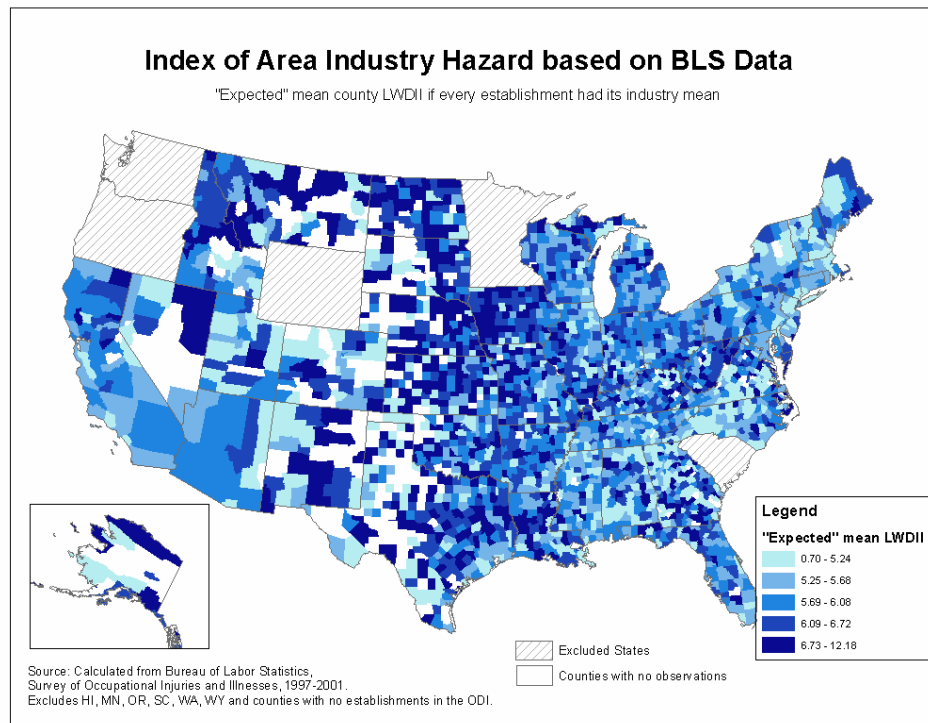 Index of Area Industry Hazard based on BLS Data
"Expected" mean county LWDII if every establishment had its industry mean
Legend
"Expected" mean LWDII
0.70 - 5.24
5.25 - 5.68
5.69 - 6.08
6.09 - 6.72
6.73 - 12.18
Excluded States
Counties with no observations
Source: Calculated from Bureau of Labor Statistics,
Survey of Occupational Injuries and Illnesses, 1997-2001.
Excludes HI, MN, OR, SC, WA, WY and counties with no establishments in the ODI.